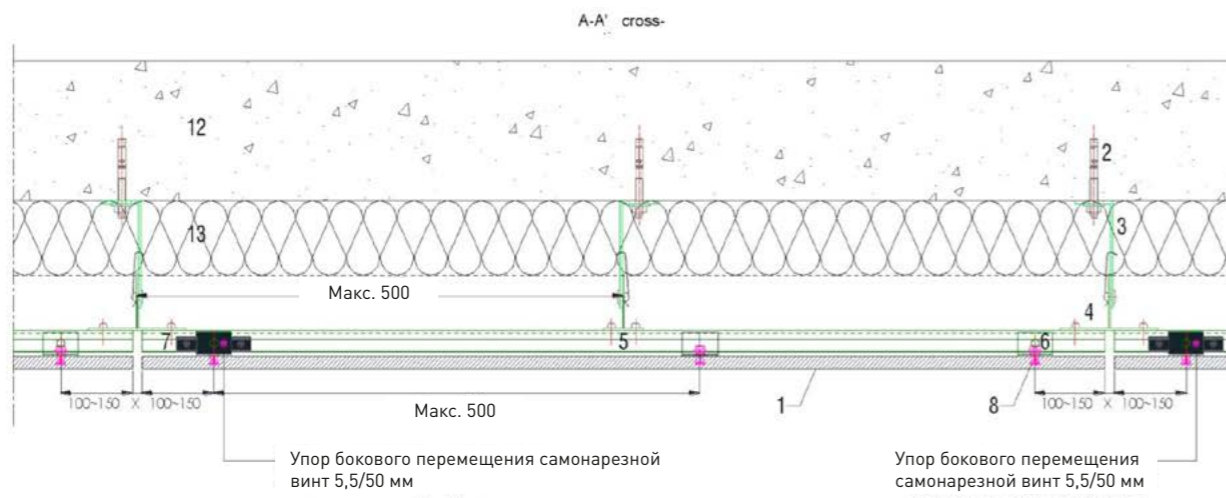 A-A' cross-
12
2
13
3
Макс. 500
4
7
5
6
100~150 X 100~150
Макс. 500
1
8
100~150 X 100~150
Упор бокового перемещения самонарезной
винт 5,5/50 мм
Упор бокового перемещения
самонарезной винт 5,5/50 мм